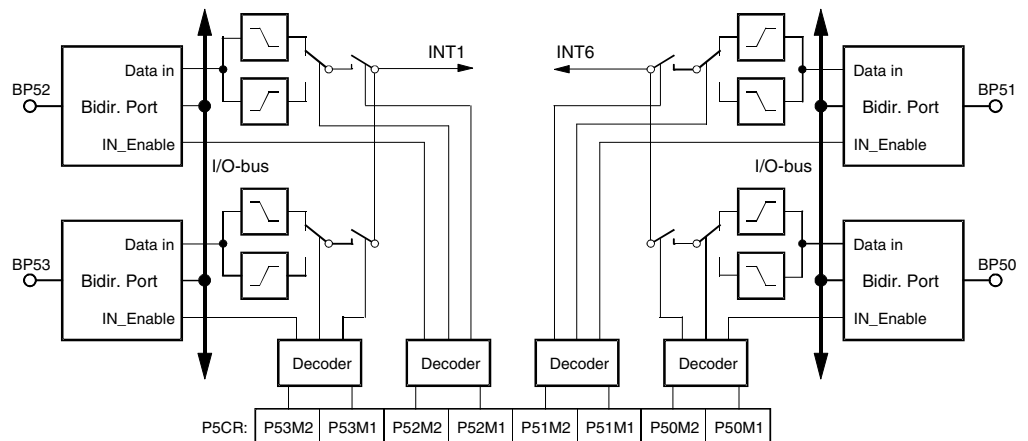 INT1 INT6
BP52 Data in Bidir. Port IN_Enable
Data in Bidir. Port IN_Enable BP51
I/O-bus I/O-bus
BP53 Data in Bidir. Port IN_Enable
Data in Bidir. Port IN_Enable BP50
Decoder Decoder Decoder Decoder
P5CR: P53M2 P53M1 P52M2 P52M1 P51M2 P51M1 P50M2 P50M1